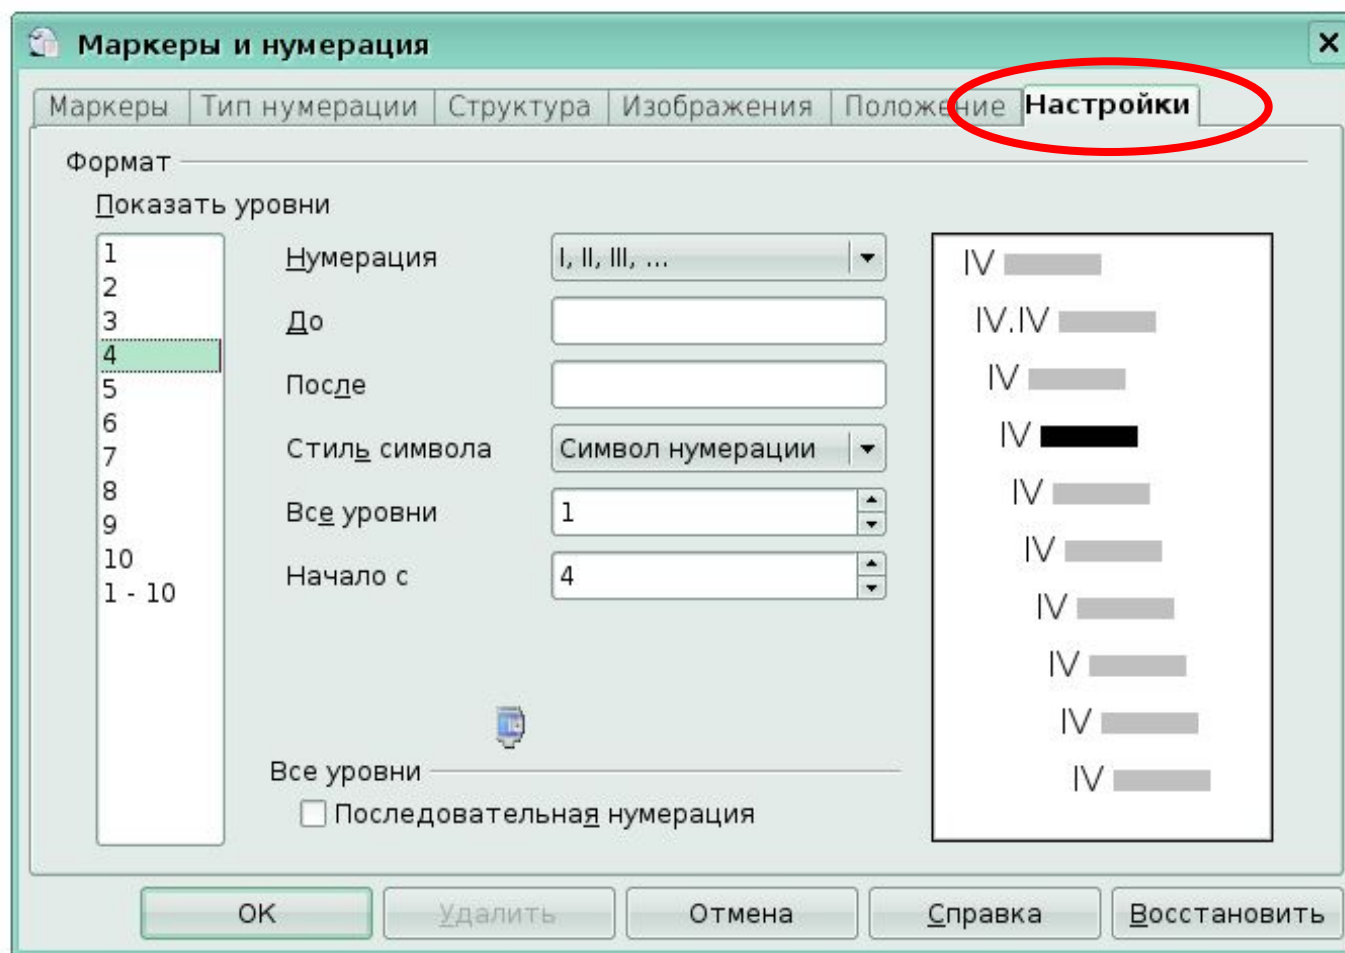 Маркеры и нумерация
Маркеры Тип нумерации Структура Изображения Положение Настройки
Формат
Показать уровни
1
2
3
4
5
6
7
8
9
10
1 - 10
Нумерация I, II, III, ...
До
После
Стиль символа Символ нумерации
Все уровни 1
Начало с 4
IV
IV.IV
IV
IV
IV
IV
IV
IV
IV
IV
Все уровни
Последовательная нумерация
OK Удалить Отмена Справка Восстановить